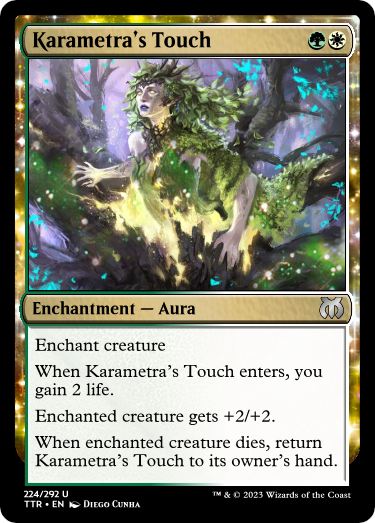 Karametra's Touch
Enchantment — Aura
Enchant creature
When Karametra's Touch enters, you
gain 2 life.
Enchanted creature gets +2/+2.
When enchanted creature dies, return
Karametra's Touch to its owner's hand.
224/292 U
TTR • EN Diego Cunha
™ & © 2023 Wizards of the Coast